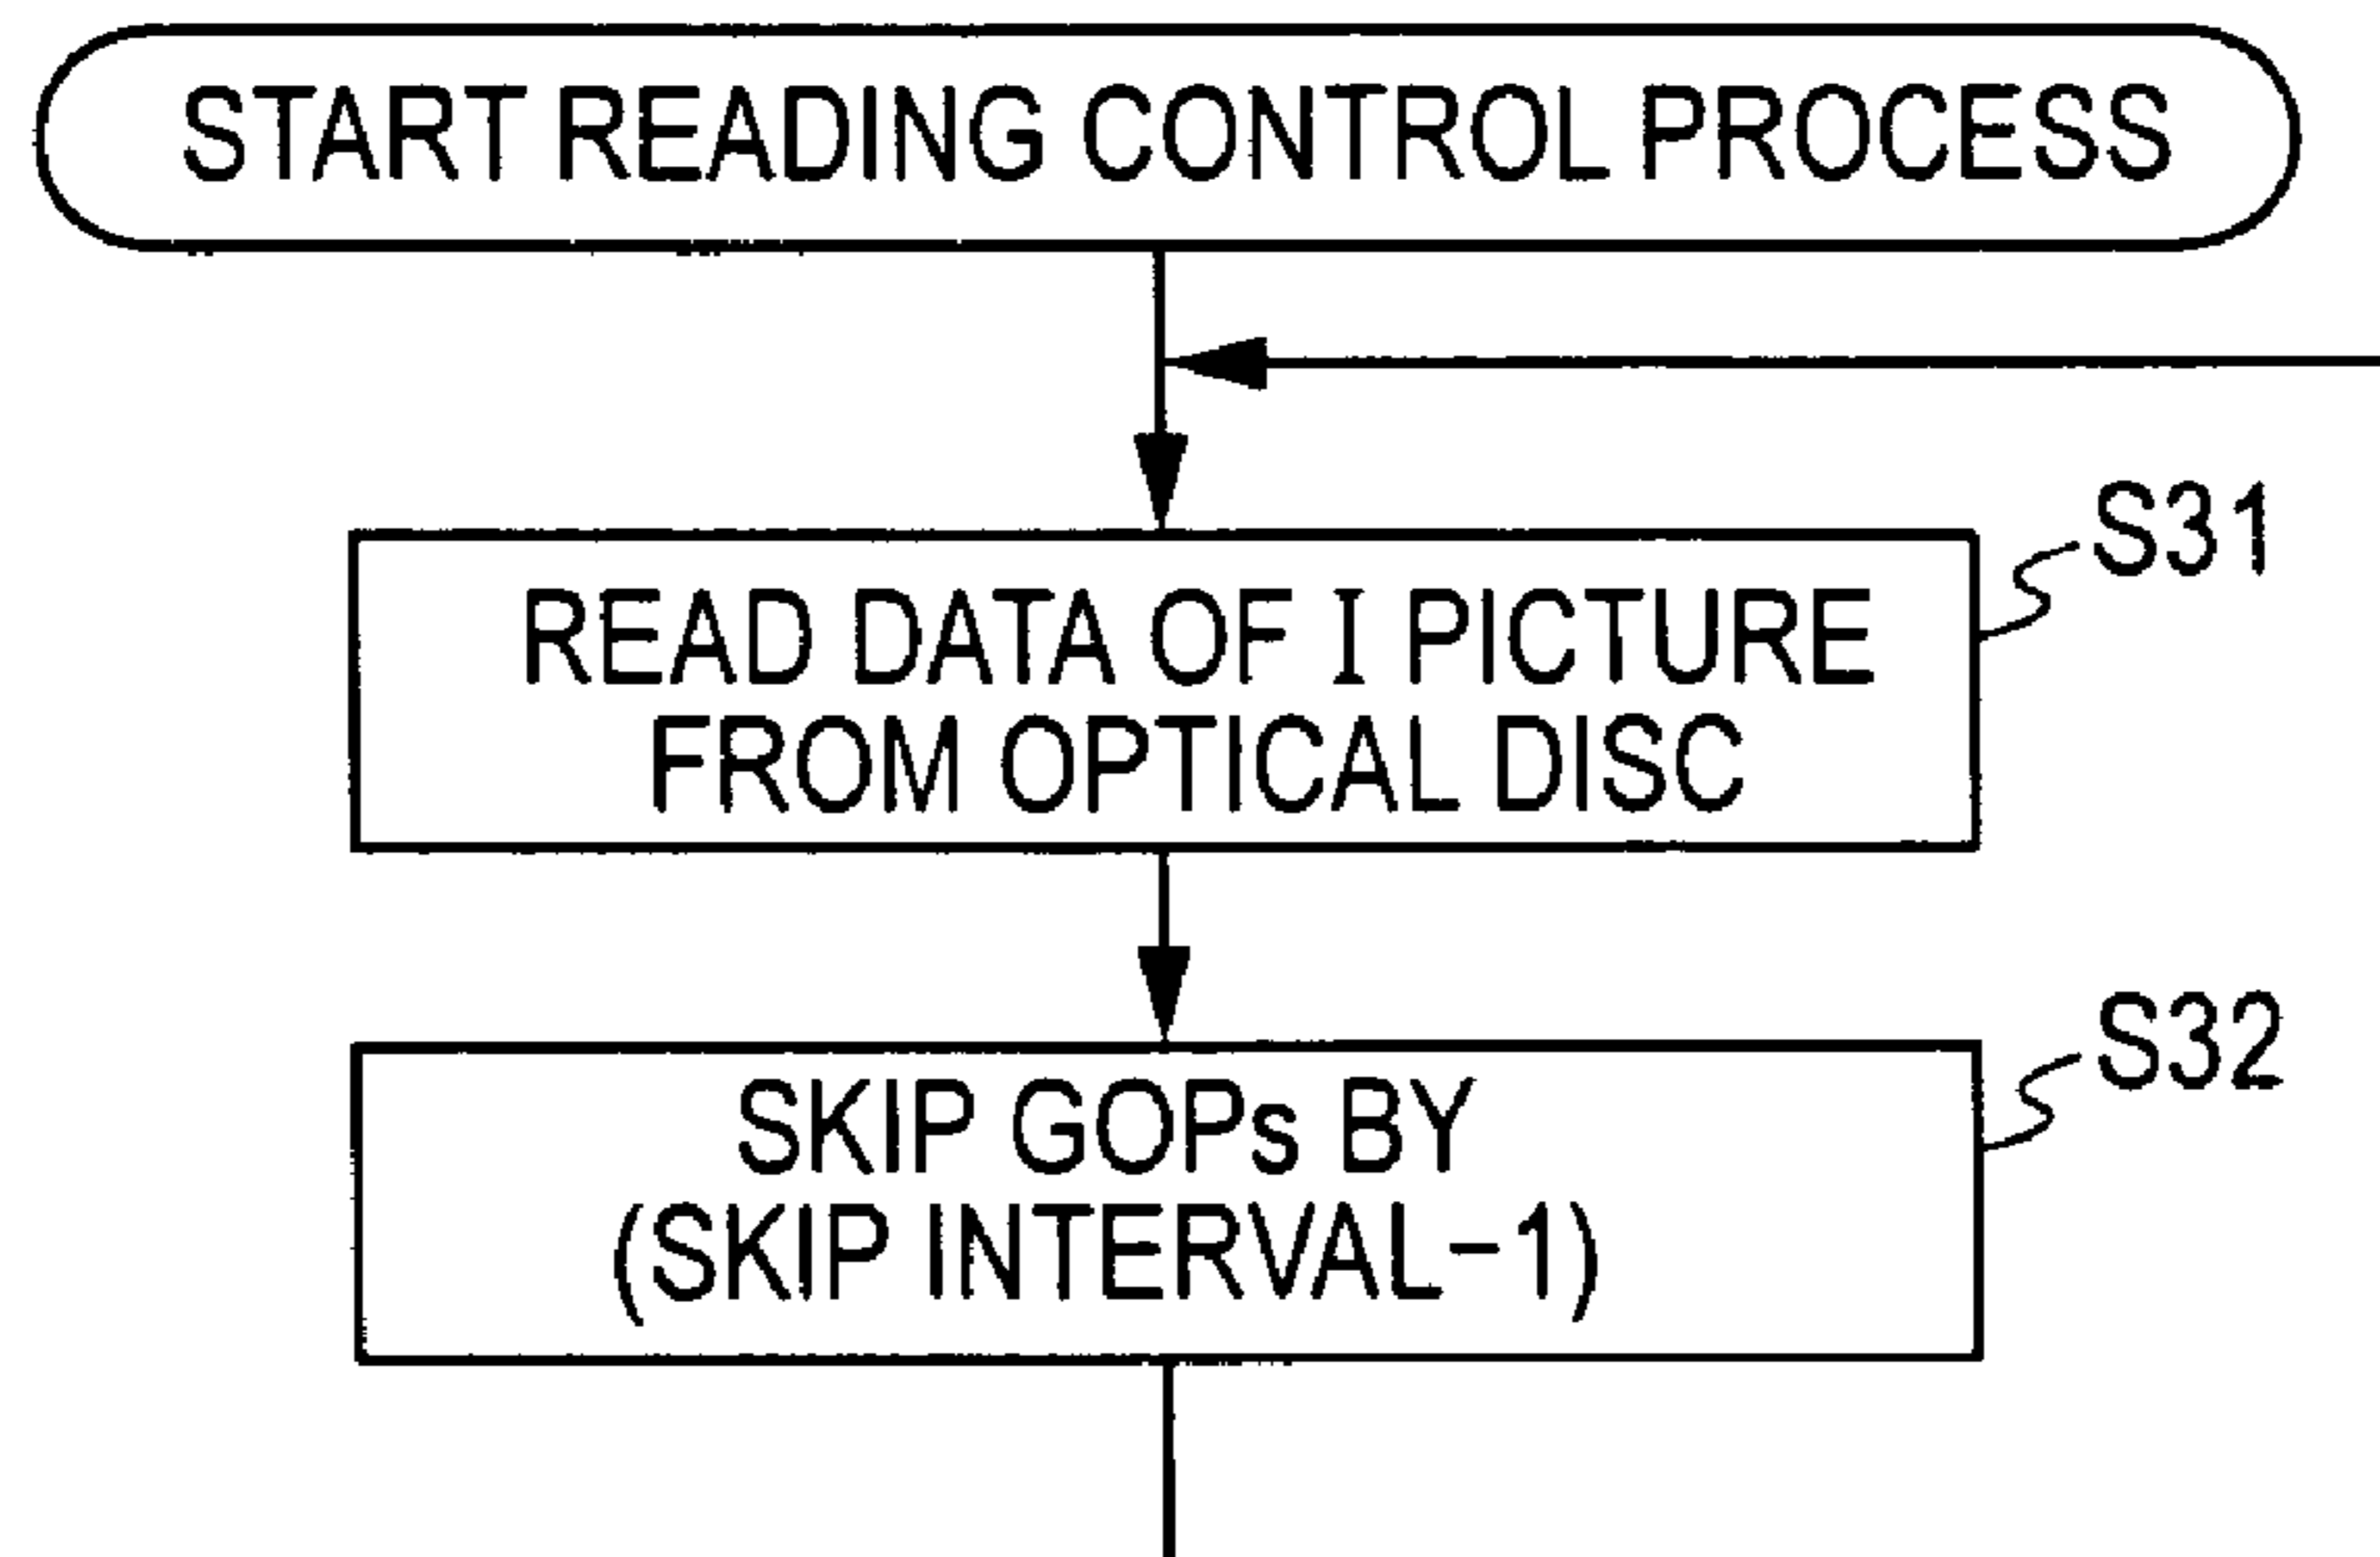 START READING CONTROL PROCESS
S31
READ DATA OF I PICTURE
FROM OPTICAL DISC
S32
SKIP GOPs BY
(SKIP INTERVAL-1)